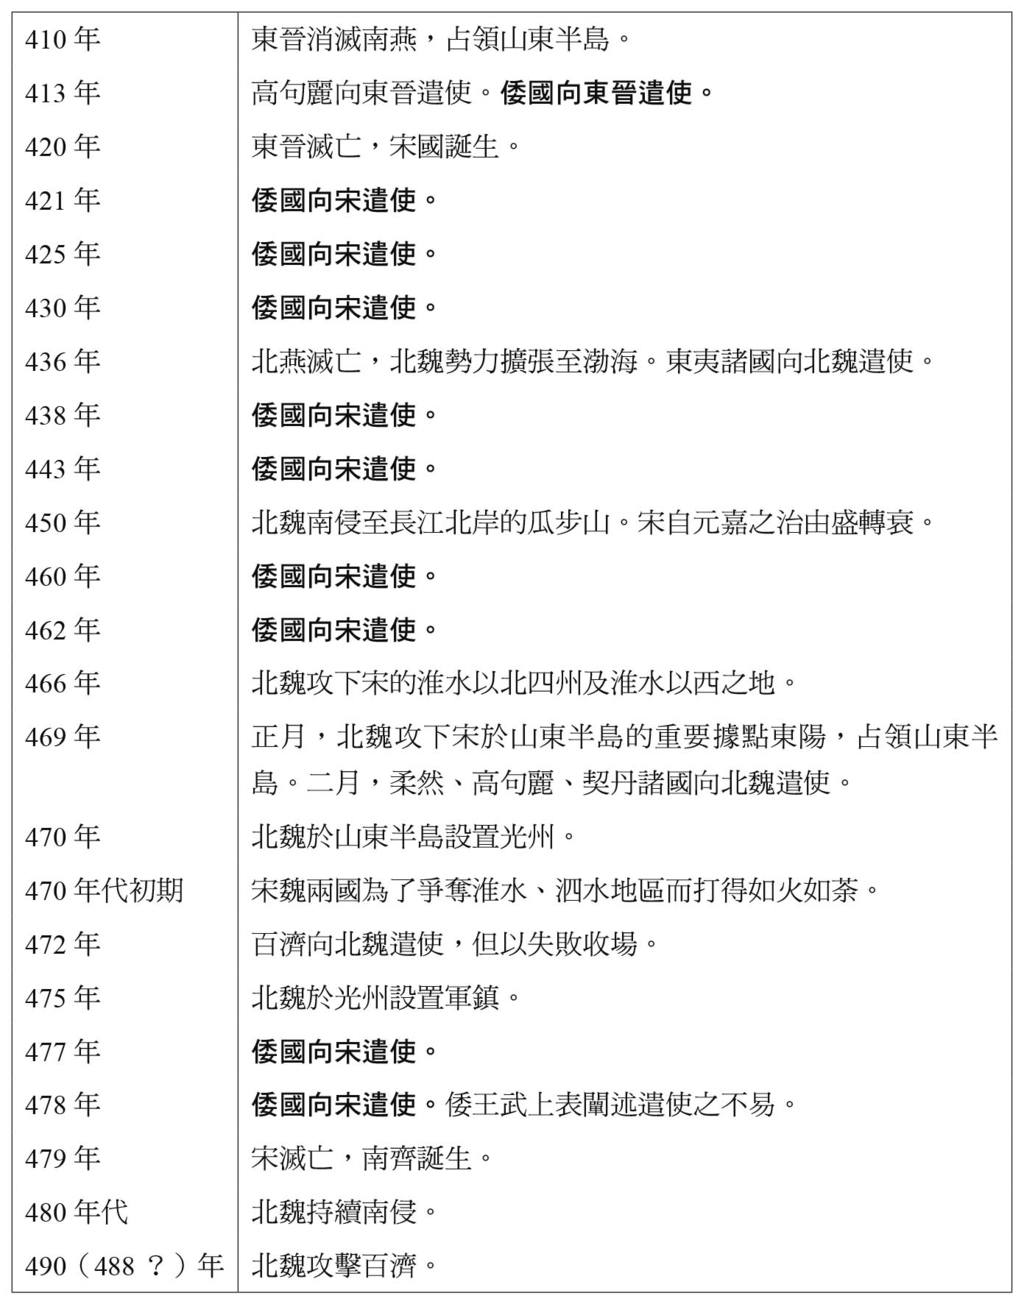 410 年 東晉消滅南燕，占領山東半島。
413 年 高句麗向東晉遣使。倭國向東晉遣使。
420 年 東晉滅亡，宋國誕生。
421 年 倭國向宋遣使。
425 年 倭國向宋遣使。
430 年 倭國向宋遣使。
436 年 北燕滅亡，北魏勢力擴張至渤海。東夷諸國向北魏遣使。
438 年 倭國向宋遣使。
443 年 倭國向宋遣使。
450 年 北魏南侵至長江北岸的瓜步山。宋自元嘉之治由盛轉衰。
460 年 倭國向宋遣使。
462 年 倭國向宋遣使。
466 年 北魏攻下宋的淮水以北四州及淮水以西之地。
469 年 正月，北魏攻下宋於山東半島的重要據點東陽，占領山東半
島。二月，柔然、高句麗、契丹諸國向北魏遣使。
470 年 北魏於山東半島設置光州。
470 年代初期 宋魏兩國為了爭奪淮水、泗水地區而打得如火如荼。
472 年 百濟向北魏遣使，但以失敗收場。
475 年 北魏於光州設置軍鎮。
477 年 倭國向宋遣使。
478 年 倭國向宋遣使。倭王武上表闡述遣使之不易。
479 年 宋滅亡，南齊誕生。
480 年代 北魏持續南侵。
490（488 ？）年 北魏攻擊百濟。